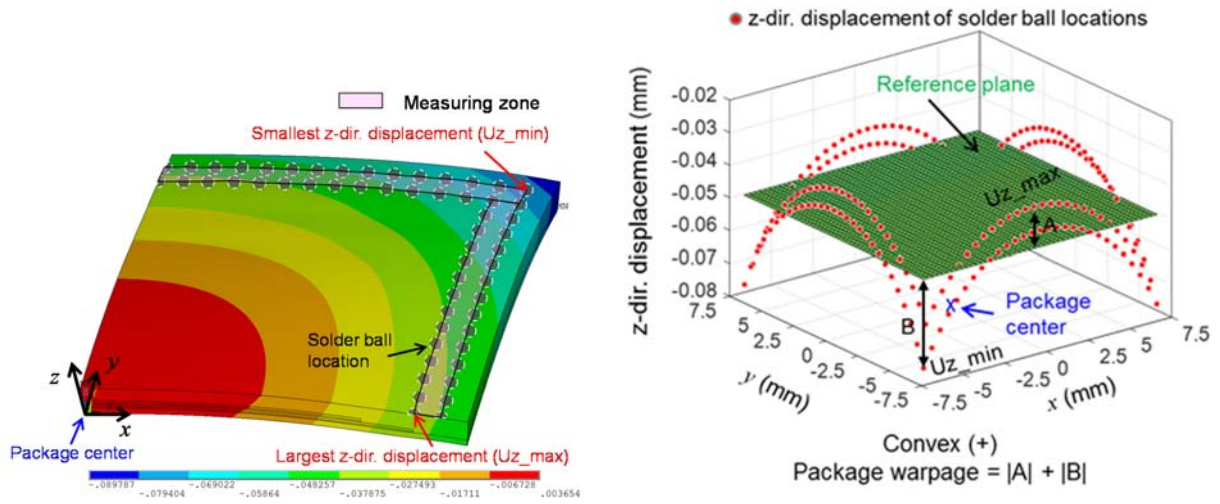 Measuring zone
Smallest z-dir. displacement (Uz_min)
Solder ball
location
z
y
x
Package center
Largest z-dir. displacement (Uz_max)
-.089787
-.079404
-.069022
-.05864
-.048257
-.037875
-.027493
-.01711
-.006728
.003654
z-dir. displacement of solder ball locations
z-dir. displacement (mm)
-0.02
-0.03
-0.04
-0.05
-0.06
-0.07
-0.08
Reference plane
Uz_max
A
B
x
Package
center
Uz_min
7.5
5
2.5
0
-2.5
-5
-7.5
y (mm)
-7.5
-5
-2.5
0
2.5
5
7.5
x (mm)
Convex (+)
Package warpage = |A| + |B|